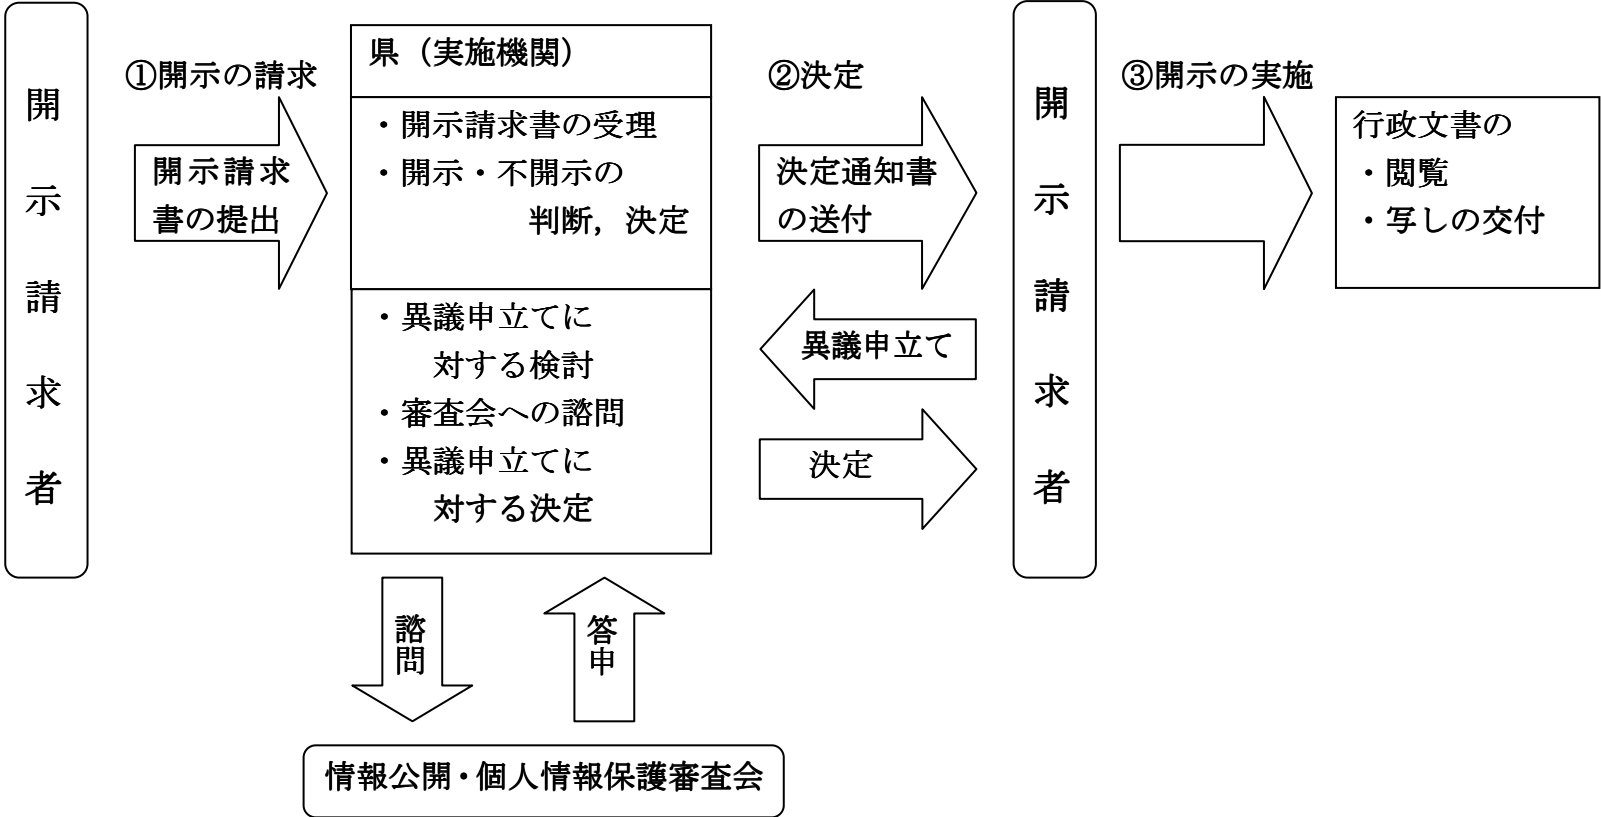 開示請求者
①開示の請求
開示請求
書の提出
県（実施機関）
・開示請求書の受理
・開示・不開示の
判断，決定
・異議申立てに
対する検討
・審査会への諮問
・異議申立てに
対する決定
②決定
決定通知書
の送付
異議申立て
決定
開示請求者
③開示の実施
行政文書の
・閲覧
・写しの交付
諮問
答申
情報公開・個人情報保護審査会